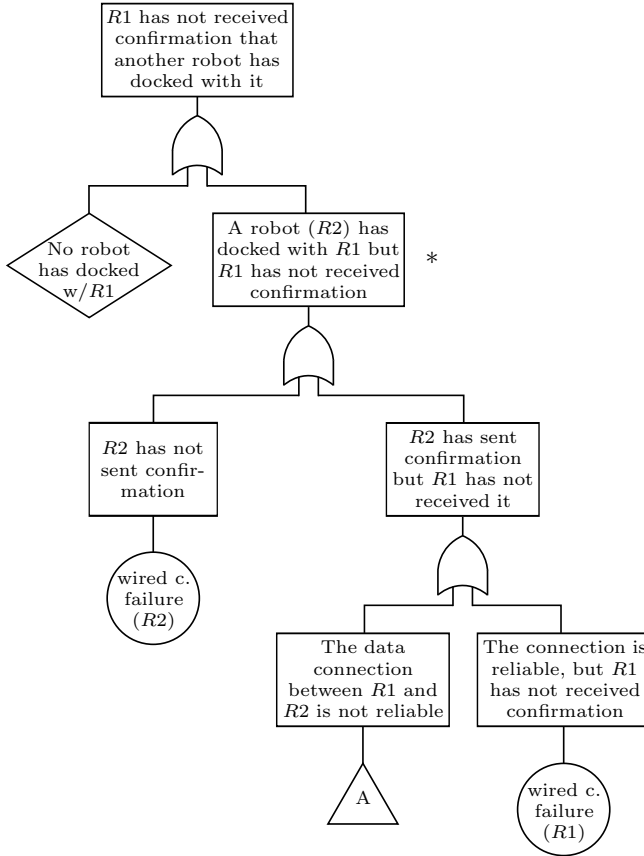 R1 has not received
confirmation that
another robot has
docked with it
No robot
has docked
w/R1
A robot (R2) has
docked with R1 but
R1 has not received
confirmation
*
R2 has not
sent confir-
mation
R2 has sent
confirmation
but R1 has not
received it
wired c.
failure
(R2)
The data
connection
between R1 and
R2 is not reliable
The connection is
reliable, but R1
has not received
confirmation
A
wired c.
failure
(R1)